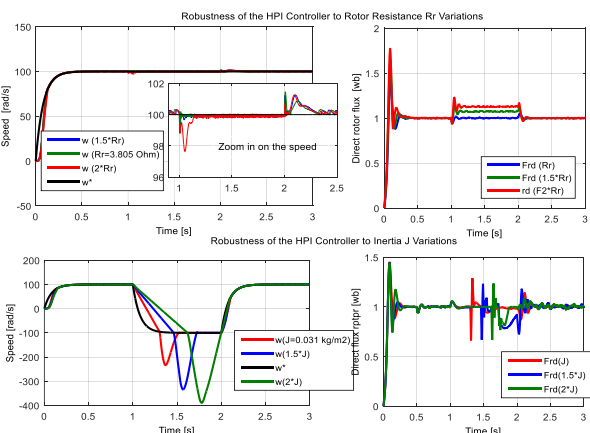 Robustness of the HPI Controller to Rotor Resistance Rr Variations
Speed [rad/s]
150
100
50
0
-50
0 0.5 1 1.5 2 2.5 3
Time [s]
w (1.5*Rr)
w (Rr=3.805 Ohm)
w (2*Rr)
w*
102
100
98
96
1 1.5 2 2.5
Zoom in on the speed
Direct rotor flux [wb]
2
1.5
1
0.5
0
0 0.5 1 1.5 2 2.5 3
Time [s]
Frd (Rr)
Frd (1.5*Rr)
rd (F2*Rr)
Robustness of the HPI Controller to Inertia J Variations
Speed [rad/s]
200
100
0
-100
-200
-300
-400
0 0.5 1 1.5 2 2.5 3
Time [s]
w(J=0.031 kg/m2)
w(1.5*J)
w*
w(2*J)
Direct flux rptpr [wb]
1.5
1
0.5
0
0 0.5 1 1.5 2 2.5 3
Time [s]
Frd(J)
Frd(1.5*J)
Frd(2*J)